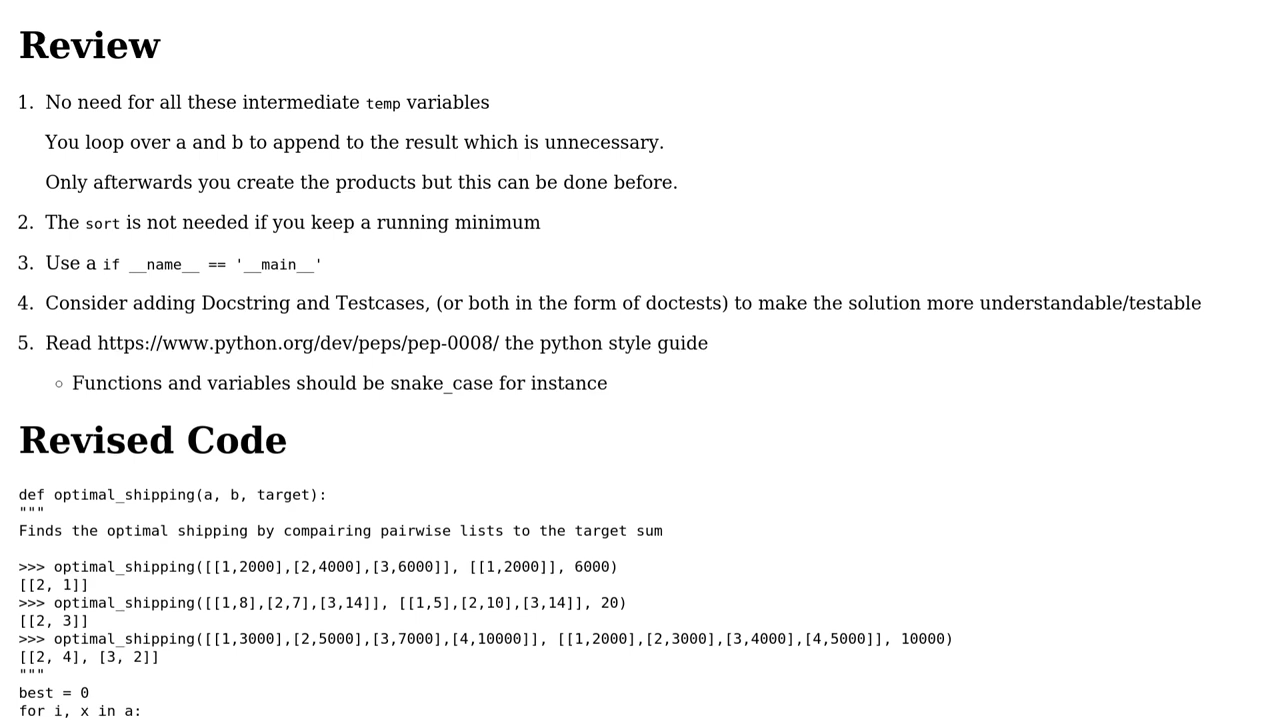 Review
1. No need for all these intermediate temp variables
You loop over a and b to append to the result which is unnecessary.
Only afterwards you create the products but this can be done before.
2. The sort is not needed if you keep a running minimum
3. Use a if __name__ == '__main__'
4. Consider adding Docstring and Testcases, (or both in the form of doctests) to make the solution more understandable/testable
5. Read https://www.python.org/dev/peps/pep-0008/ the python style guide
◦ Functions and variables should be snake_case for instance
Revised Code
def optimal_shipping(a, b, target):
"""
Finds the optimal shipping by compairing pairwise lists to the target sum
>>> optimal_shipping([[1,2000],[2,4000],[3,6000]], [[1,2000]], 6000)
[[2, 1]]
>>> optimal_shipping([[1,8],[2,7],[3,14]], [[1,5],[2,10],[3,14]], 20)
[[2, 3]]
>>> optimal_shipping([[1,3000],[2,5000],[3,7000],[4,10000]], [[1,2000],[2,3000],[3,4000],[4,5000]], 10000)
[[2, 4], [3, 2]]
"""
best = 0
for i, x in a: